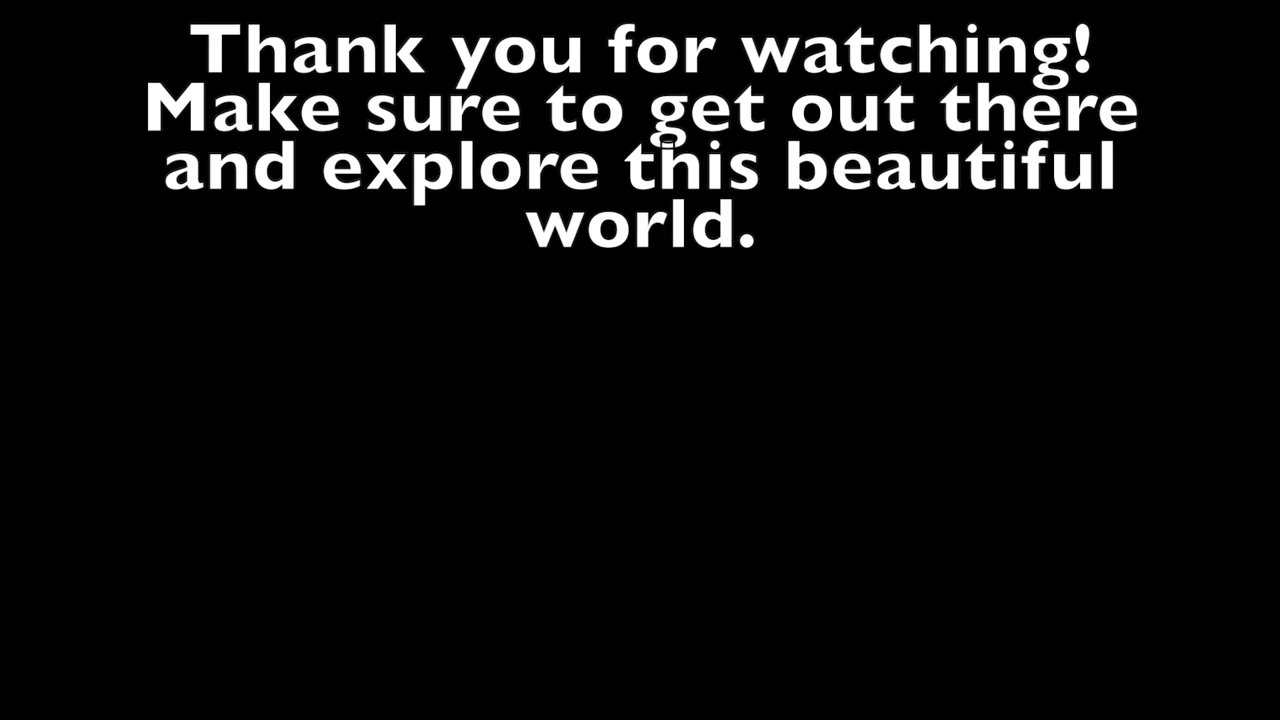 Thank you for watching!
Make sure to get out there
and explore this beautiful
world.